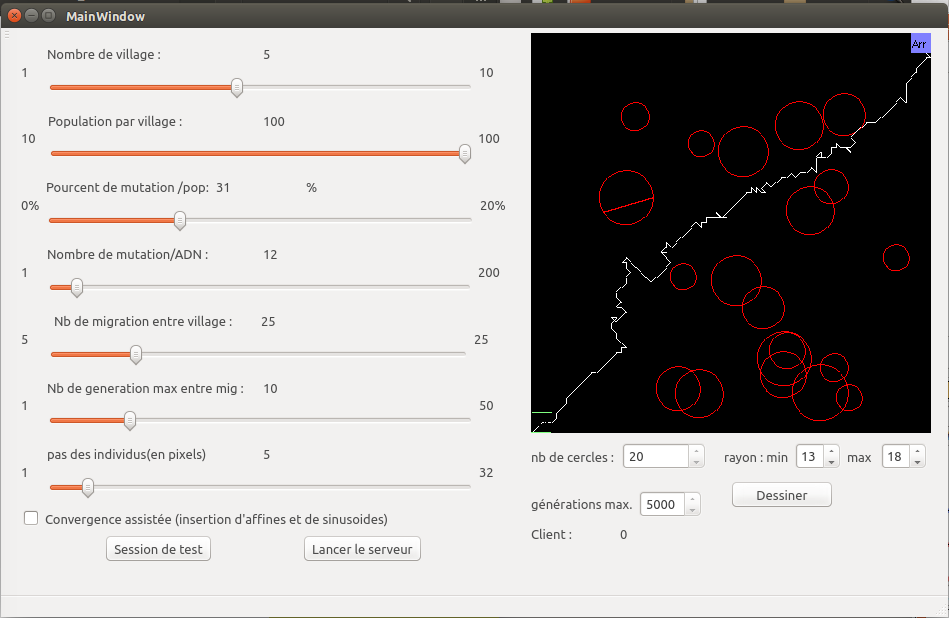 MainWindow
Nombre de village : 5
1 10
Population par village : 100
10 100
Pourcent de mutation /pop: 31 %
0% 20%
Nombre de mutation/ADN : 12
1 200
Nb de migration entre village : 25
5 25
Nb de generation max entre mig : 10
1 50
pas des individus(en pixels) 5
1 32
Convergence assistée (insertion d'affines et de sinusoides)
Session de test Lancer le serveur
Arr
nb de cercles : 20 rayon : min 13 max 18
générations max. 5000 Dessiner
Client : 0